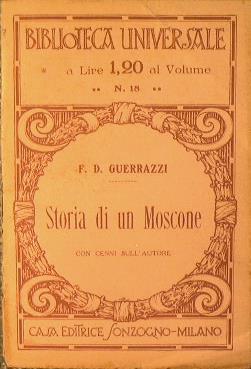 BIBLIOTECA UNIVERSALE
a Lire 1,20 al Volume
N. 18
F. D. GUERRAZZI
Storia di un Moscone
CON CENNI SULL'AUTORE
CASA EDITRICE SONZOGNO-MILANO